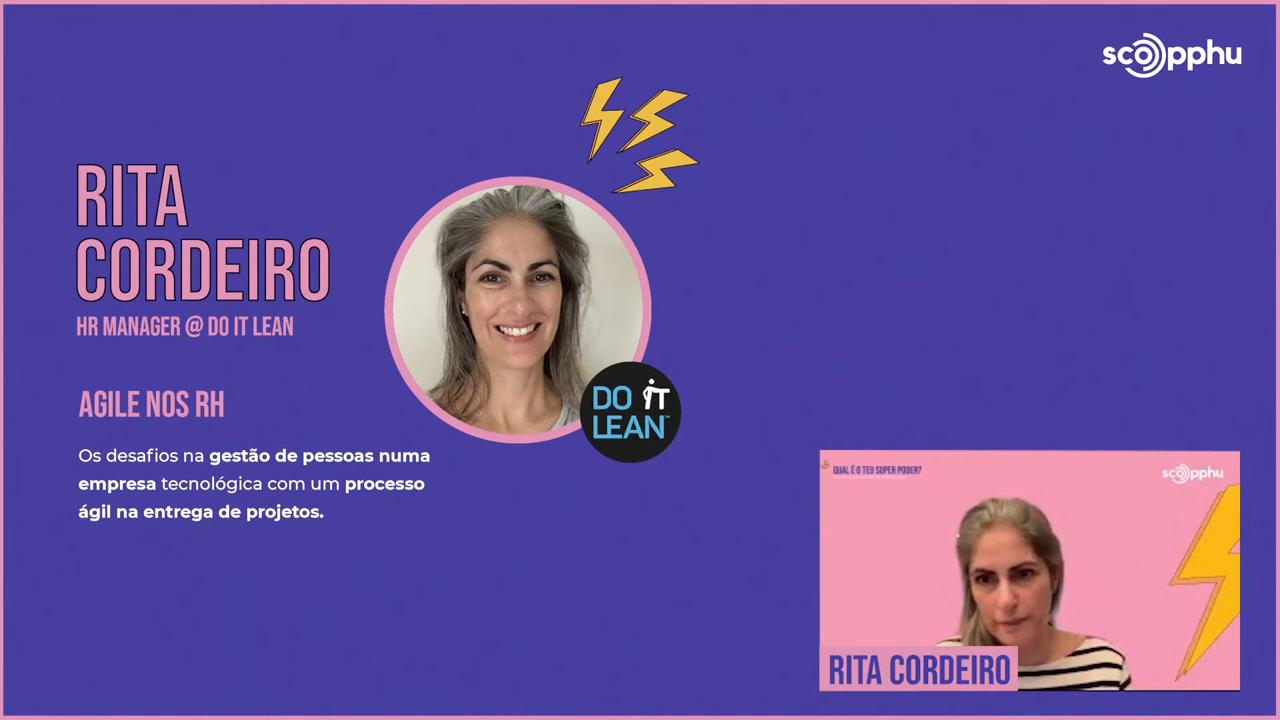 scopphu
RITA
CORDEIRO
HR MANAGER @ DO IT LEAN
AGILE NOS RH
Os desafios na gestão de pessoas numa
empresa tecnológica com um processo
ágil na entrega de projetos.
DO IT
LEAN™
QUAL É O TEU SUPER PODER?
scopphu
RITA CORDEIRO